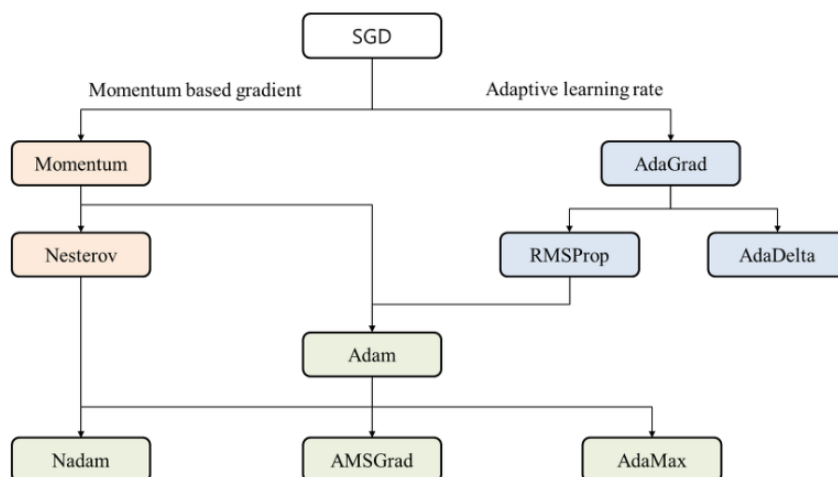 SGD
Momentum based gradient
Adaptive learning rate
Momentum
AdaGrad
Nesterov
RMSProp
AdaDelta
Adam
Nadam
AMSGrad
AdaMax